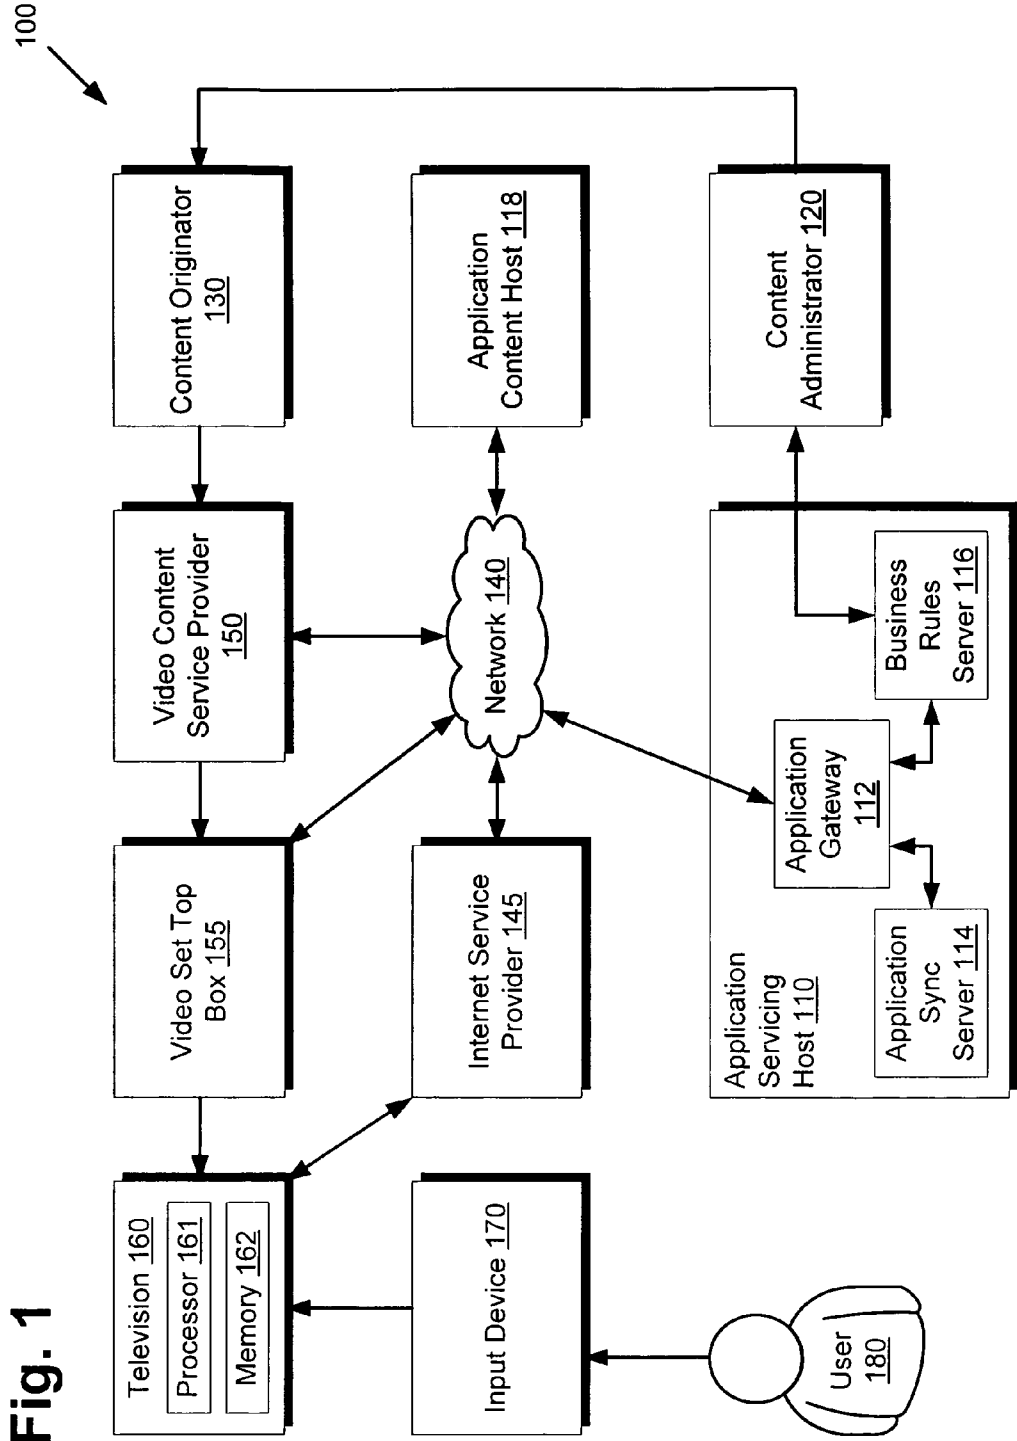 Fig. 1
100
Television 160
Processor 161
Memory 162
Video Set Top
Box 155
Video Content
Service Provider
150
Content Originator
130
Input Device 170
Internet Service
Provider 145
Network 140
Application
Content Host 118
User
180
Application
Servicing
Host 110
Application
Gateway
112
Application
Sync
Server 114
Business
Rules
Server 116
Content
Administrator 120